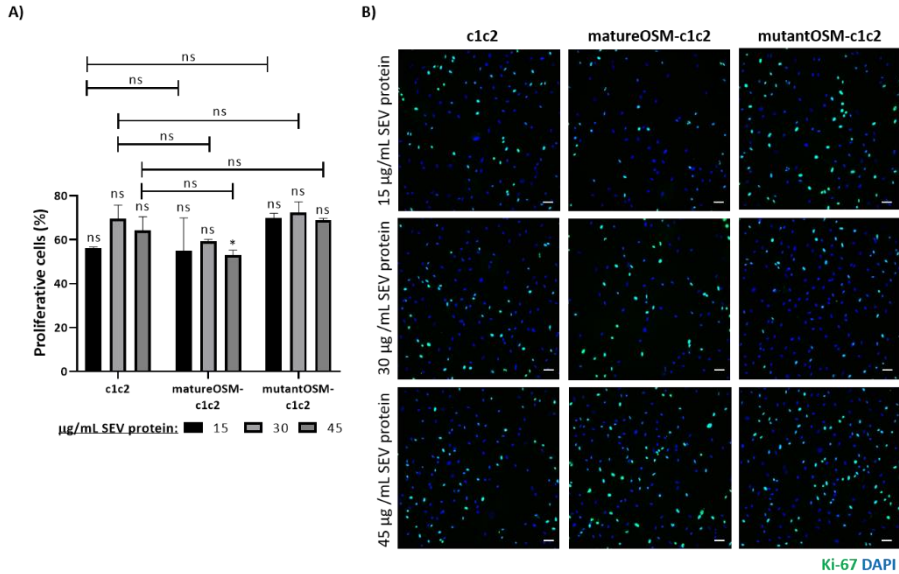 A)
ns
ns
ns
ns
ns
ns
Proliferative cells (%)
80
60
40
20
0
ns
ns
ns
ns
ns
*
ns
ns
ns
c1c2
matureOSM-
c1c2
mutantOSM-
c1c2
µg/mL SEV protein: 15 30 45
B)
c1c2 matureOSM-c1c2 mutantOSM-c1c2
15 µg/mL SEV protein
30 µg /mL SEV protein
45 µg /mL SEV protein
Ki-67 DAPI